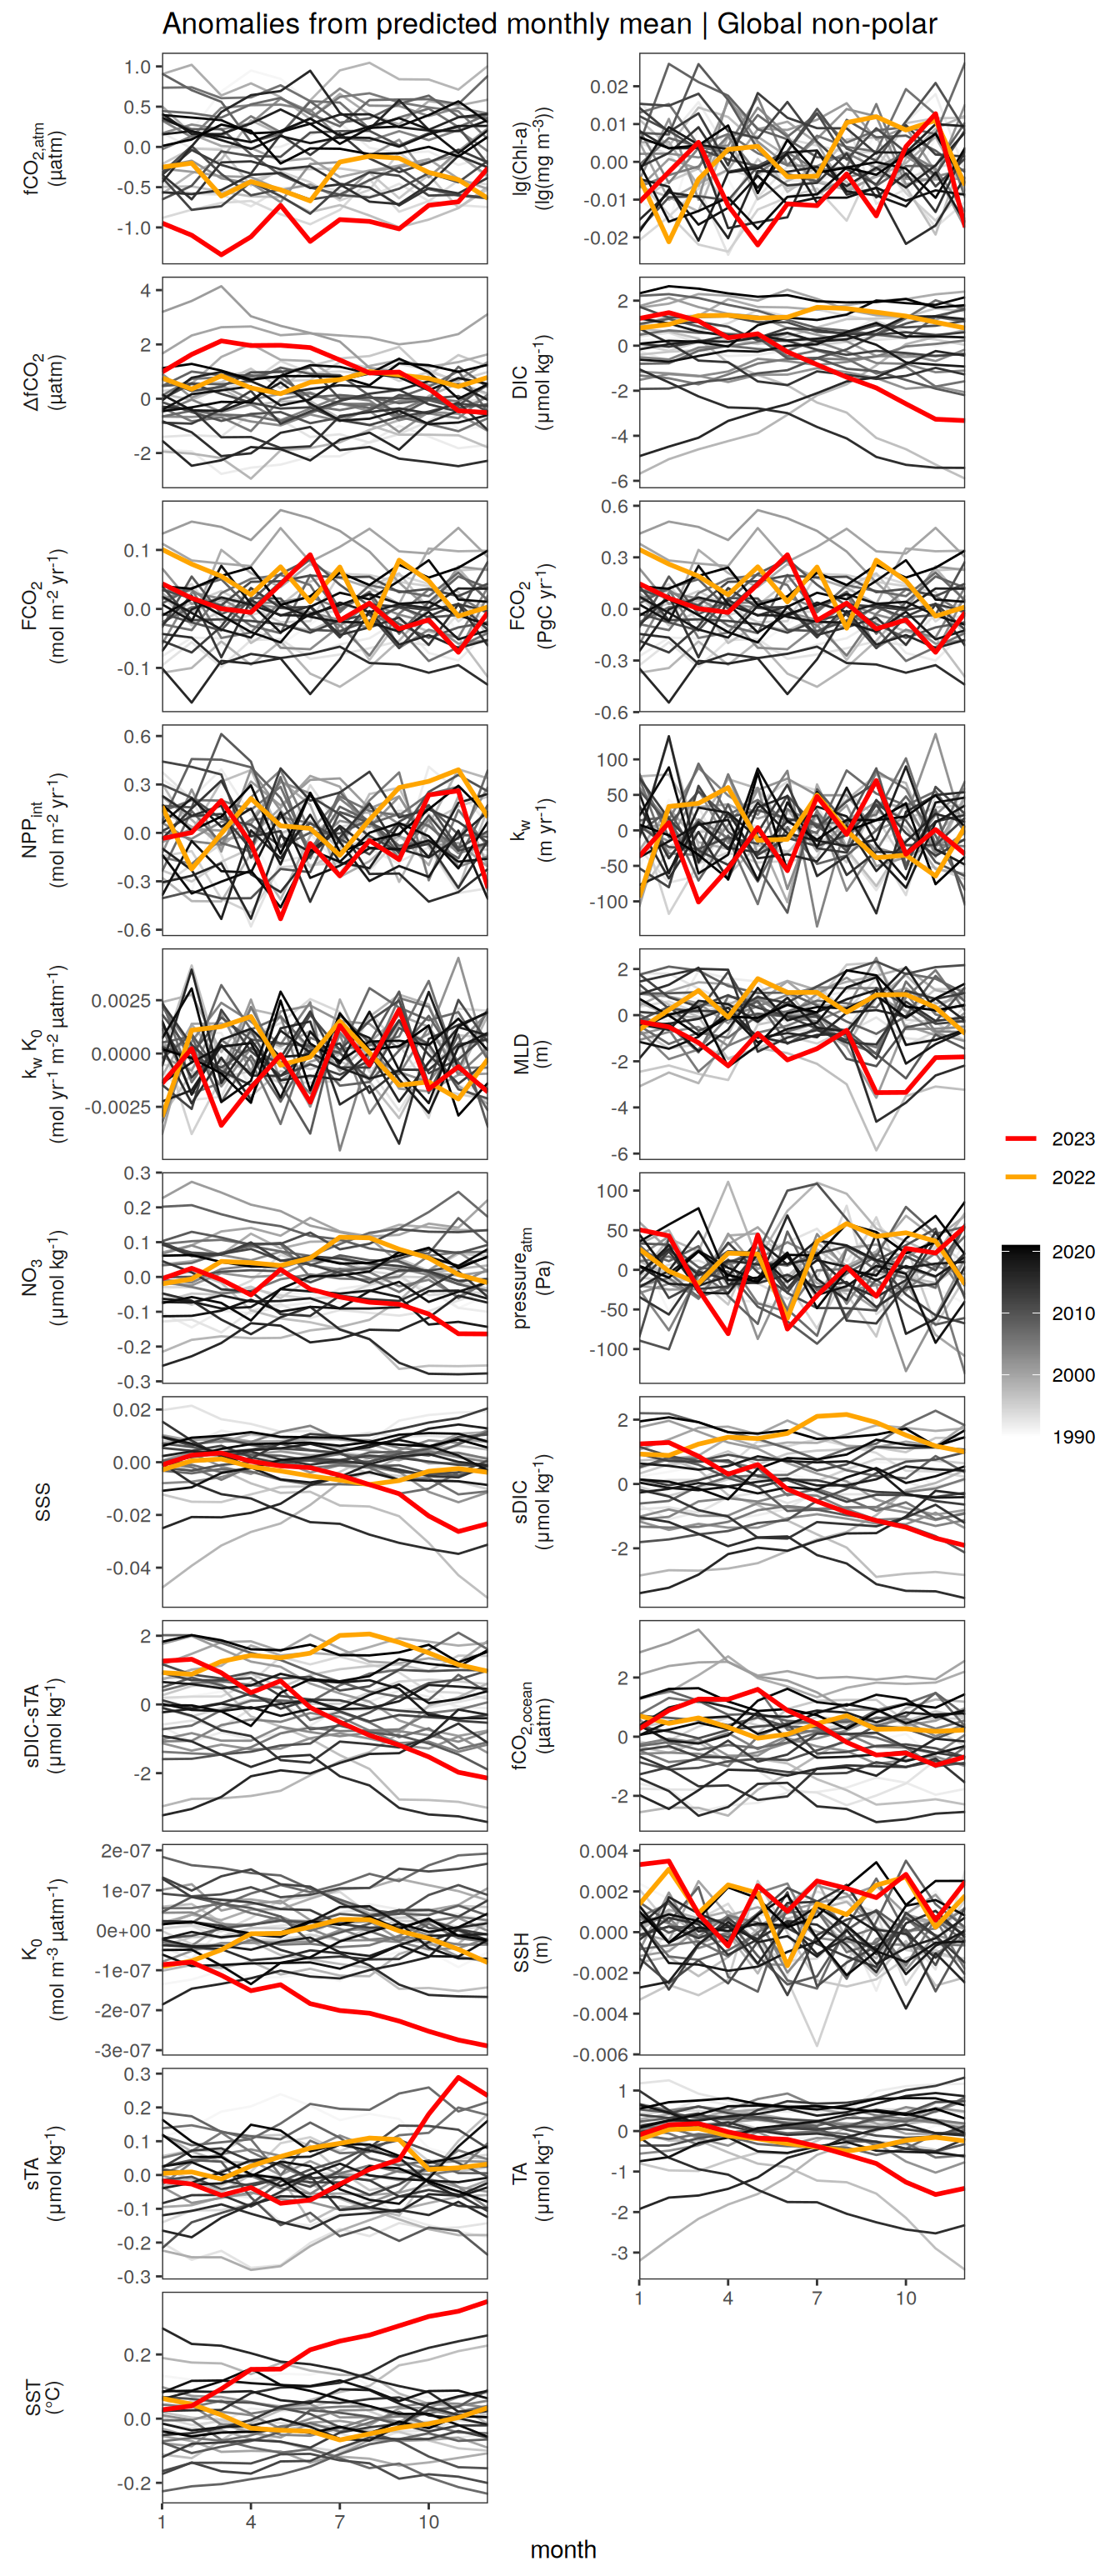 Anomalies from predicted monthly mean | Global non-polar
fCO2,atm
(µatm)
1.0
0.5
0.0
-0.5
-1.0
lg(Chl-a)
(lg(mg m-3))
0.02
0.01
0.00
-0.01
-0.02
ΔfCO2
(µatm)
4
2
0
-2
DIC
(µmol kg-1)
2
0
-2
-4
-6
FCO2
(mol m-2 yr-1)
0.1
0.0
-0.1
FCO2
(PgC yr-1)
0.6
0.3
0.0
-0.3
-0.6
NPPint
(mol m-2 yr-1)
0.6
0.3
0.0
-0.3
-0.6
kw
(m yr-1)
100
50
0
-50
-100
kw K0
(mol yr-1 m-2 µatm-1)
0.0025
0.0000
-0.0025
MLD
(m)
2
0
-2
-4
-6
NO3
(µmol kg-1)
0.3
0.2
0.1
0.0
-0.1
-0.2
-0.3
pressureatm
(Pa)
100
50
0
-50
-100
2023
2022
2020
2010
2000
1990
SSS
0.02
0.00
-0.02
-0.04
sDIC
(µmol kg-1)
2
0
-2
sDIC-sTA
(µmol kg-1)
2
0
-2
fCO2,ocean
(µatm)
2
0
-2
K0
(mol m-3 µatm-1)
2e-07
1e-07
0e+00
-1e-07
-2e-07
-3e-07
SSH
(m)
0.004
0.002
0.000
-0.002
-0.004
-0.006
sTA
(µmol kg-1)
0.3
0.2
0.1
0.0
-0.1
-0.2
-0.3
TA
(µmol kg-1)
1
0
-1
-2
-3
1 4 7 10
SST
(°C)
0.2
0.0
-0.2
1 4 7 10
month